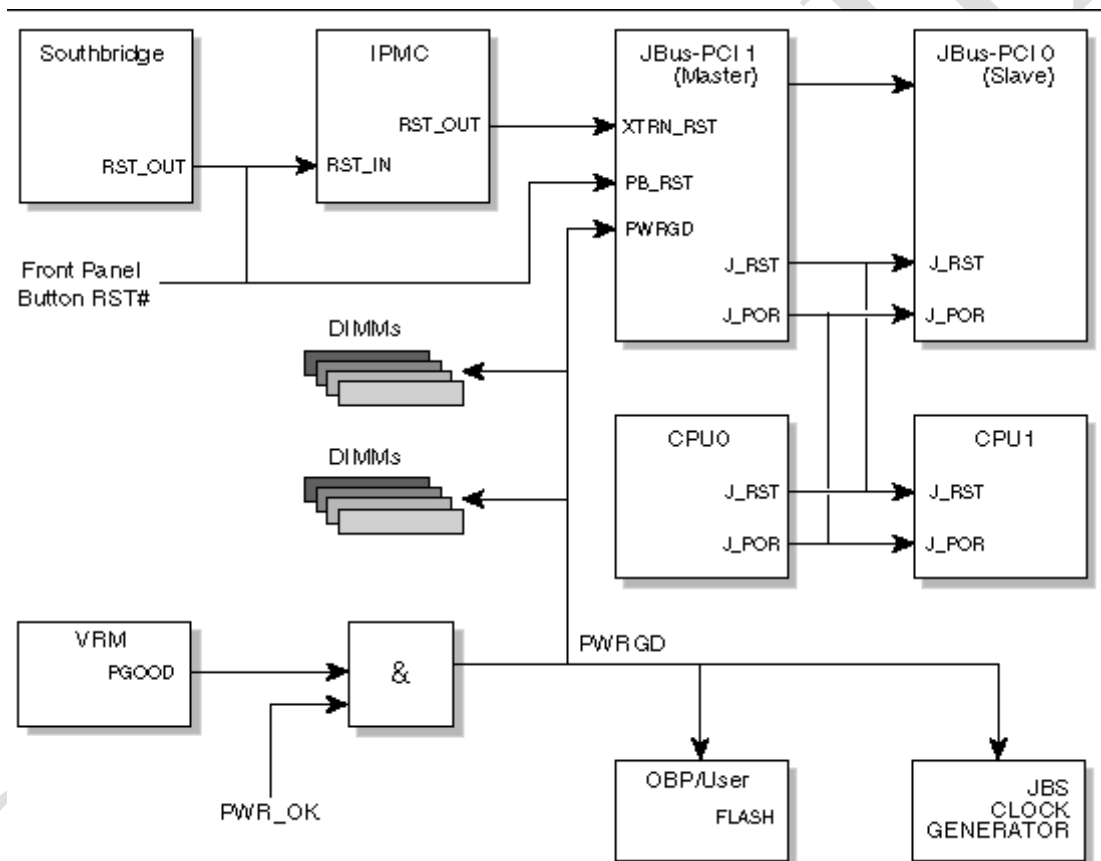 Southbridge
RST_OUT
IPMC
RST_OUT
RST_IN
JBus-PCI 1
(Master)
XTRN_RST
PB_RST
PWRGD
J_RST
J_POR
JBus-PCI 0
(Slave)
J_RST
J_POR
Front Panel
Button RST#
DIMMs
DIMMs
CPU0
J_RST
J_POR
CPU1
J_RST
J_POR
VRM
PGOOD
&
PWRGD
PWR_OK
OBP/User
FLASH
JBS
CLOCK
GENERATOR